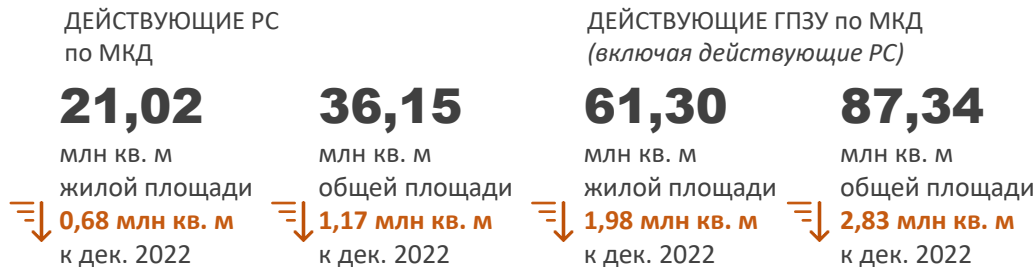 ДЕЙСТВУЮЩИЕ РС
по МКД
21,02
млн кв. м
жилой площади
0,68 млн кв. м
к дек. 2022
36,15
млн кв. м
общей площади
1,17 млн кв. м
к дек. 2022
ДЕЙСТВУЮЩИЕ ГПЗУ по МКД
(включая действующие РС)
61,30
млн кв. м
жилой площади
1,98 млн кв. м
к дек. 2022
87,34
млн кв. м
общей площади
2,83 млн кв. м
к дек. 2022